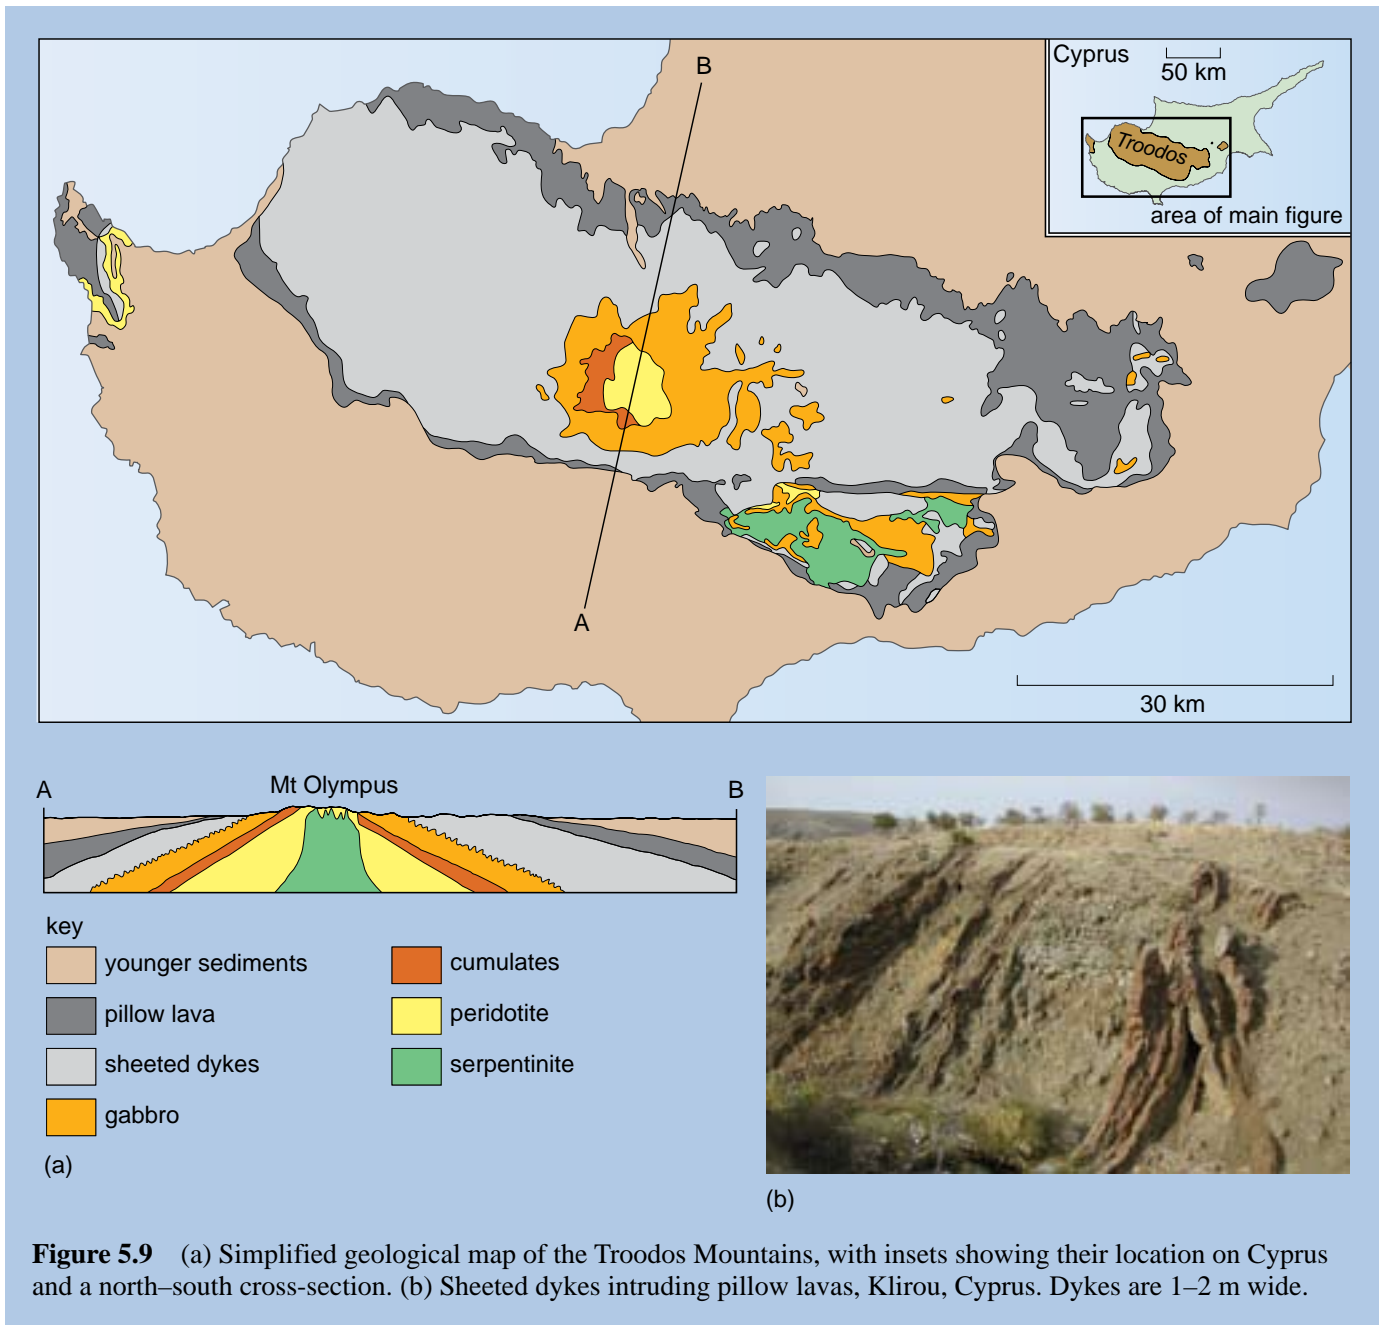 B
Cyprus
50 km
Troodos
area of main figure
A
30 km
A
Mt Olympus
B
key
younger sediments
pillow lava
sheeted dykes
gabbro
cumulates
peridotite
serpentinite
(a)
(b)
Figure 5.9 (a) Simplified geological map of the Troodos Mountains, with insets showing their location on Cyprus
and a north–south cross-section. (b) Sheeted dykes intruding pillow lavas, Klirou, Cyprus. Dykes are 1–2 m wide.